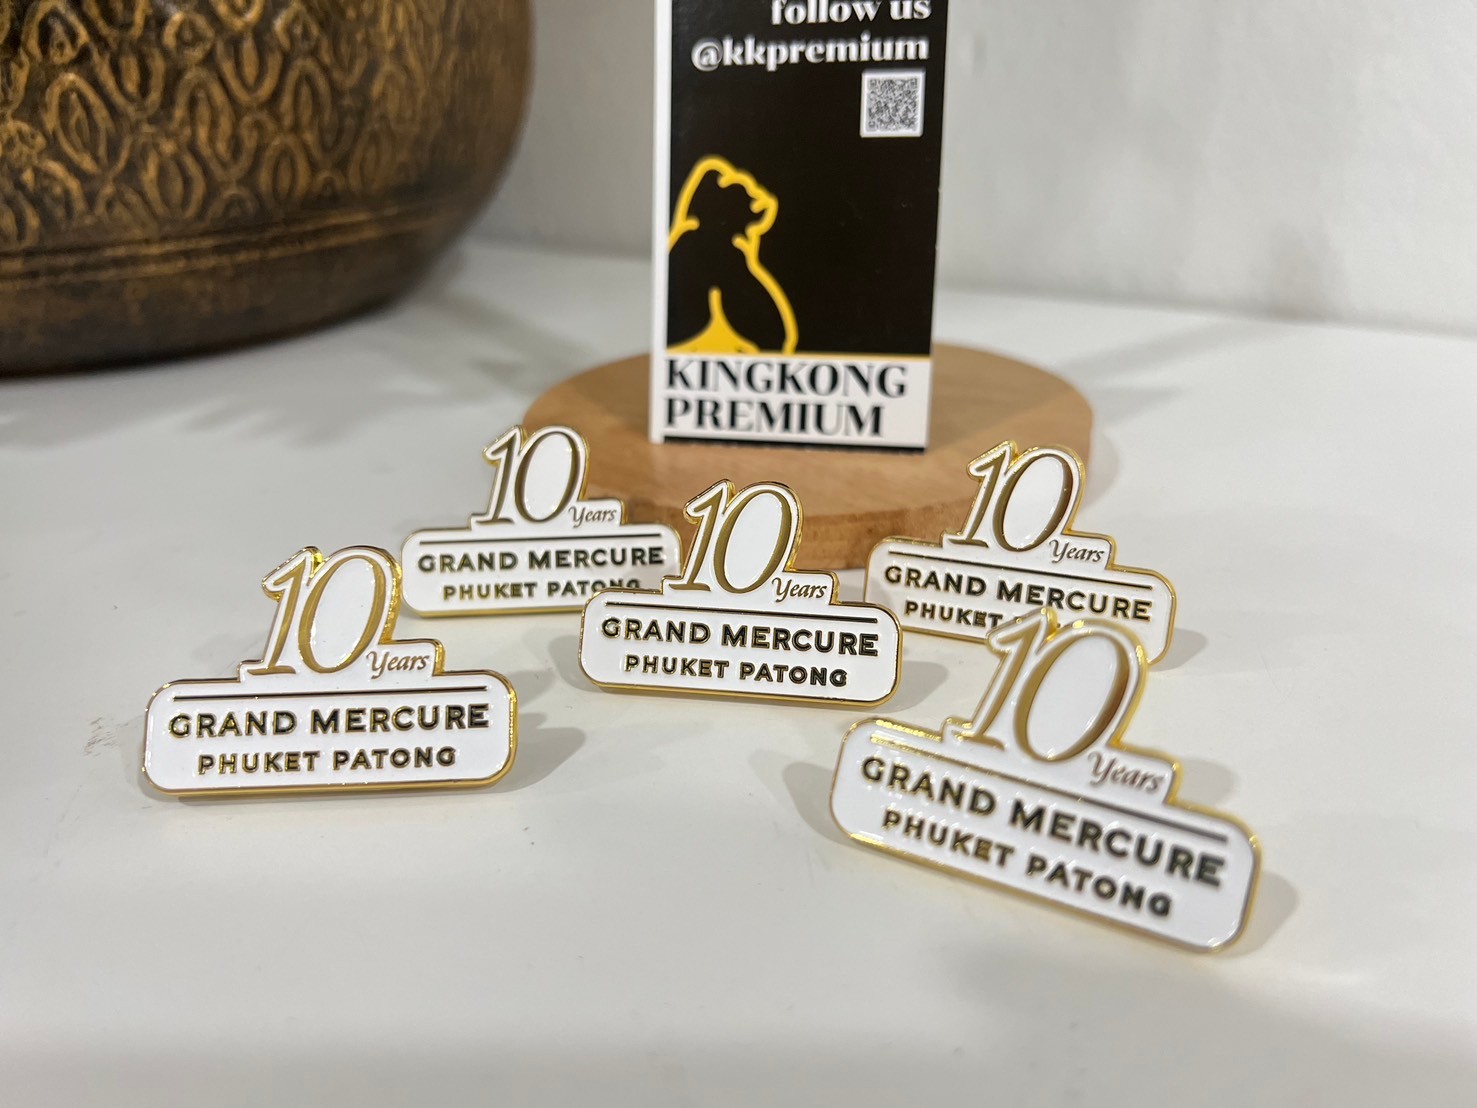 follow us
@kkpremium
KINGKONG
PREMIUM
10
Years
GRAND MERCURE
PHUKET PATONG
10
Years
GRAND MERCURE
PHUKET PATONG
10
Years
GRAND MERCURE
PHUKET
10
Years
GRAND MERCURE
PHUKET PATONG
10
Years
GRAND MERCURE
PHUKET PATONG